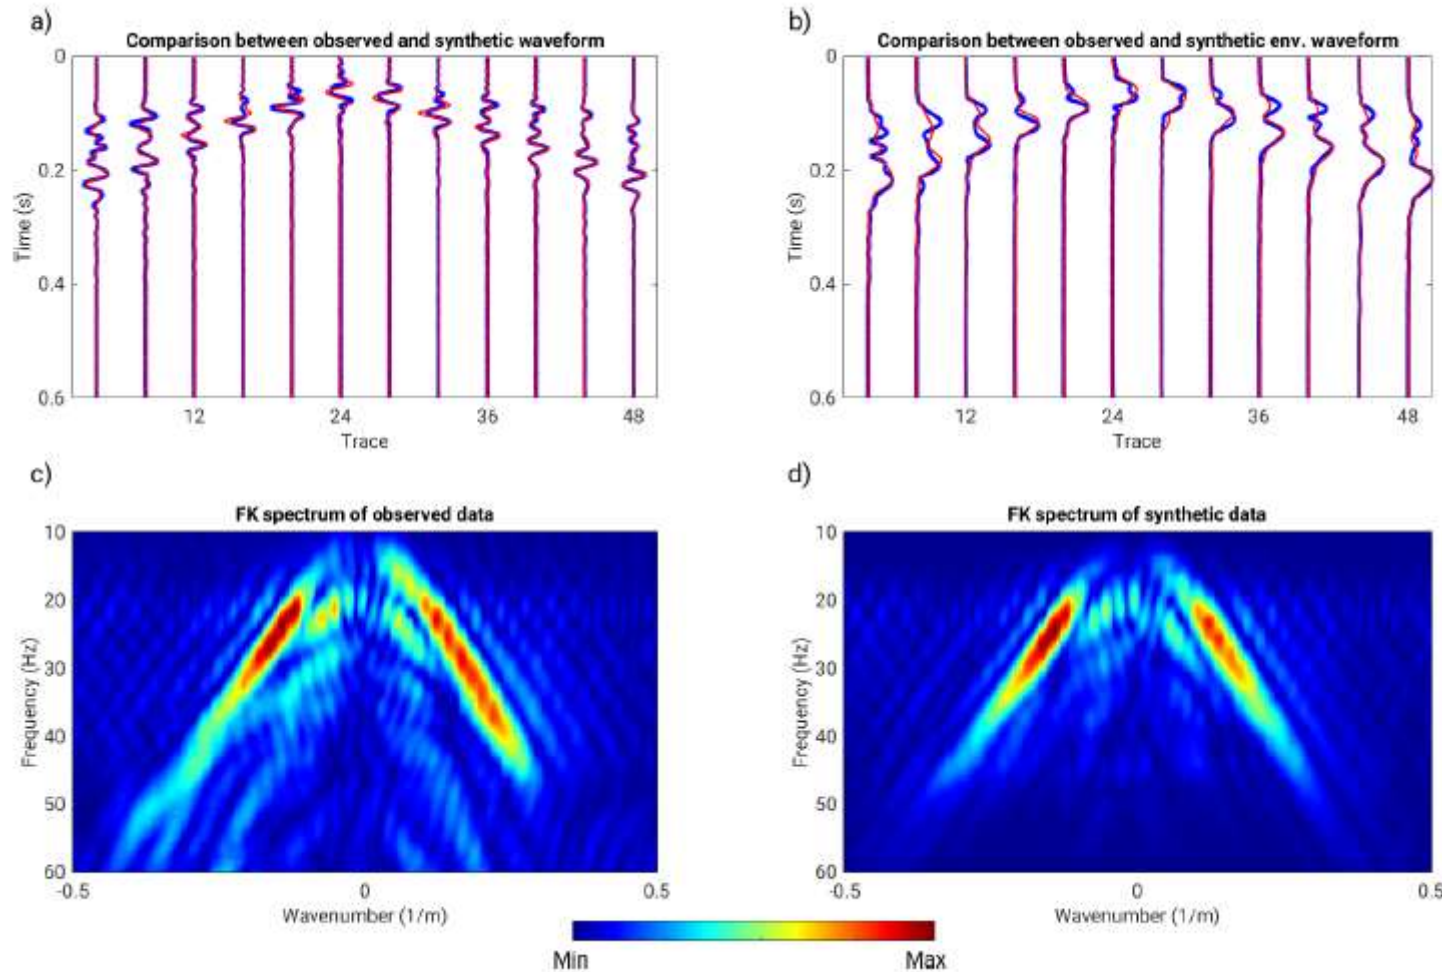 a)
Comparison between observed and synthetic waveform
0
0.2
0.4
0.6
Time (s)
12 24 36 48
Trace
b)
Comparison between observed and synthetic env. waveform
0
0.2
0.4
0.6
Time (s)
12 24 36 48
Trace
c)
FK spectrum of observed data
10
20
30
40
50
60
Frequency (Hz)
-0.5 0 0.5
Wavenumber (1/m)
d)
FK spectrum of synthetic data
10
20
30
40
50
60
Frequency (Hz)
-0.5 0 0.5
Wavenumber (1/m)
Min Max